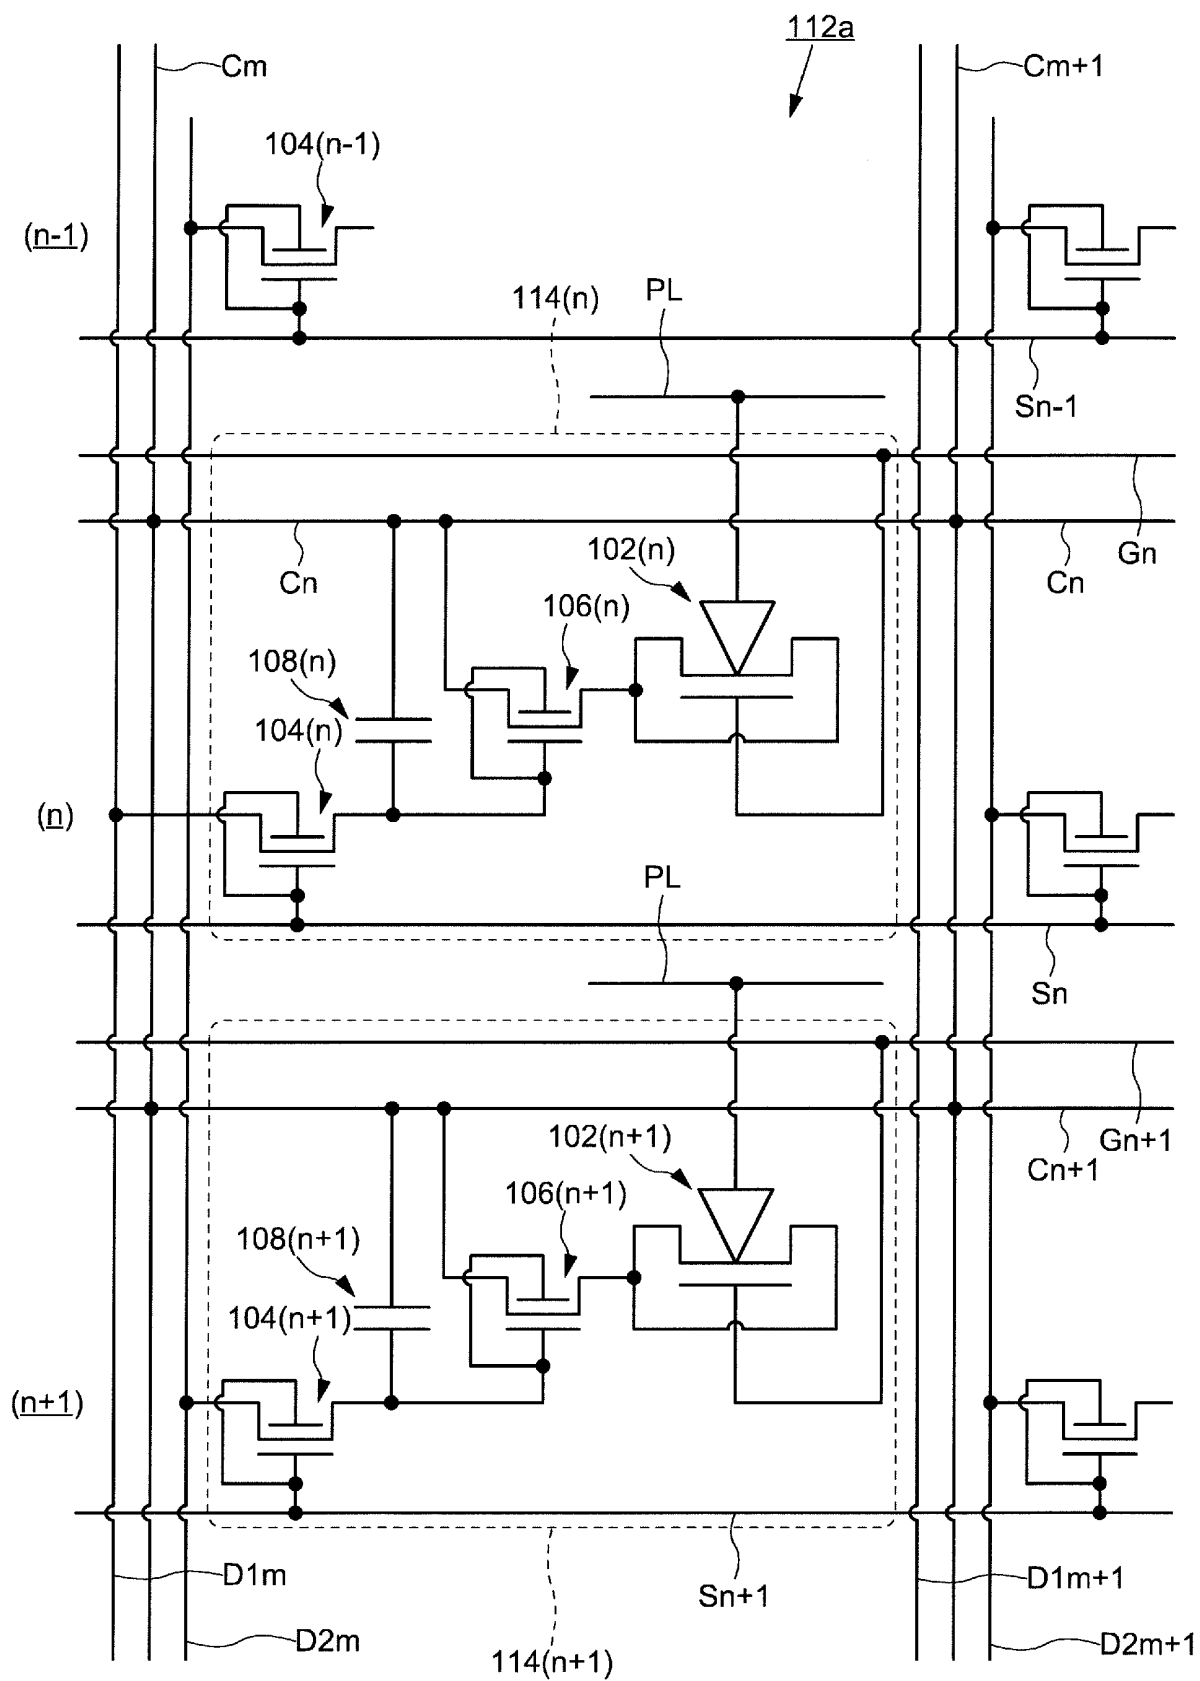 112a
Cm
Cm+1
104(n-1)
(n-1)
PL
114(n)
Sn-1
102(n)
Gn
Cn
Cn
106(n)
108(n)
104(n)
(n)
PL
Sn
102(n+1)
Gn+1
Cn+1
106(n+1)
108(n+1)
104(n+1)
(n+1)
D1m
Sn+1
D1m+1
D2m
114(n+1)
D2m+1